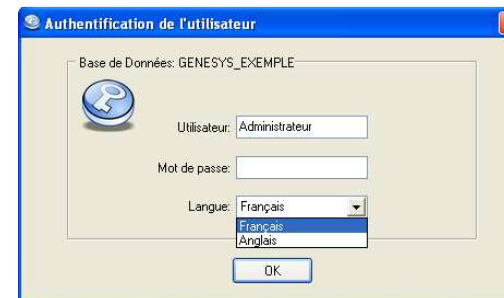 Authentification de l'utilisateur
Base de Données: GENESYS_EXEMPLE
Utilisateur: Administrateur
Mot de passe:
Langue: Français
Français
Anglais
OK